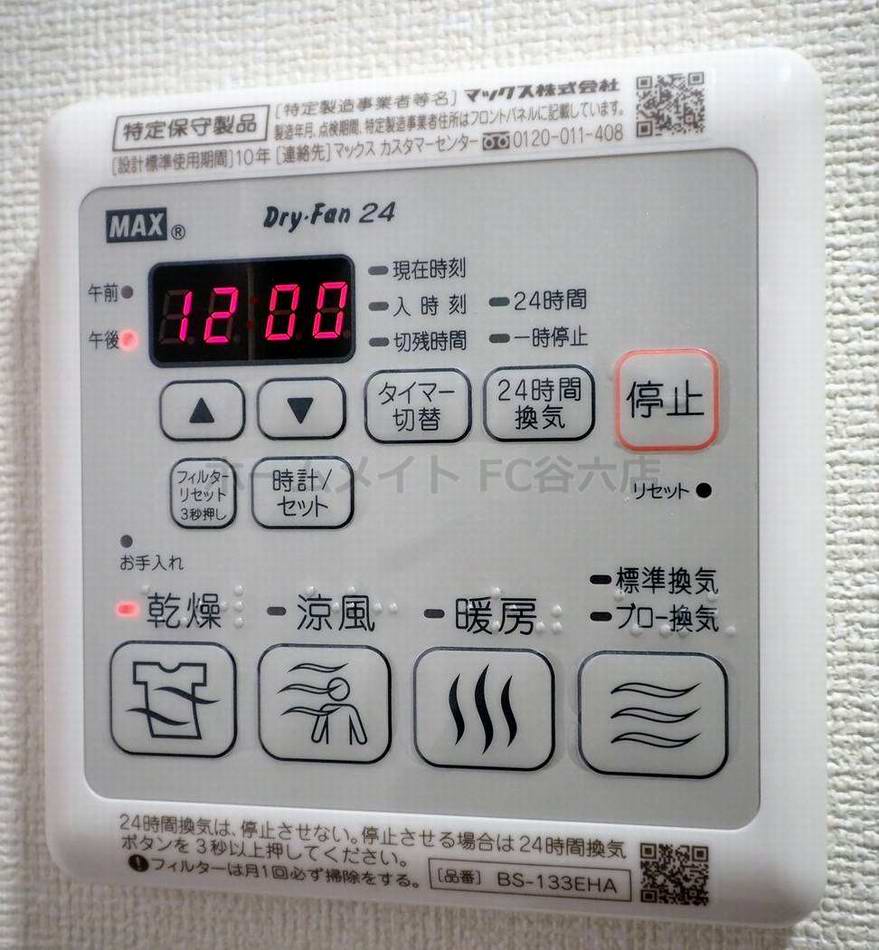 特定保守製品
[特定製造事業者等名] マックス株式会社
製造年月、点検期間、特定製造事業者住所はフロントパネルに記載しています。
[設計標準使用期間]10年 [連絡先] マックス カスタマーセンター 0120-011-408
MAX® Dry·Fan 24
午前
午後
12:00
現在時刻
入時刻 24時間
切残時間 一時停止
▲ ▼
タイマー
切替
24時間
換気
停止
フィルター
リセット
3秒押し
時計/
セット
ホームメイト FC谷六店
リセット
お手入れ
乾燥 涼風 暖房
標準換気
ブロー換気
24時間換気は、停止させない。停止させる場合は24時間換気
ボタンを3秒以上押してください。
フィルターは月1回必ず掃除をする。
[品番] BS-133EHA